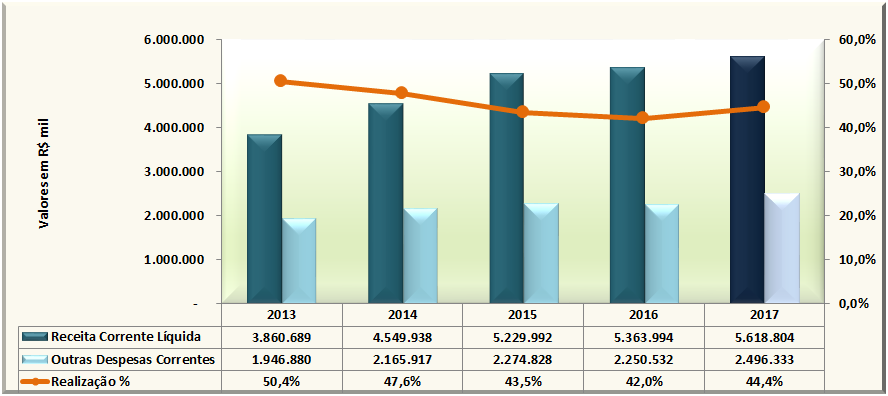 Valores em R$ mil
6.000.000
5.000.000
4.000.000
3.000.000
2.000.000
1.000.000
-
60,0%
50,0%
40,0%
30,0%
20,0%
10,0%
0,0%
2013 2014 2015 2016 2017
Receita Corrente Líquida 3.860.689 4.549.938 5.229.992 5.363.994 5.618.804
Outras Despesas Correntes 1.946.880 2.165.917 2.274.828 2.250.532 2.496.333
Realização % 50,4% 47,6% 43,5% 42,0% 44,4%